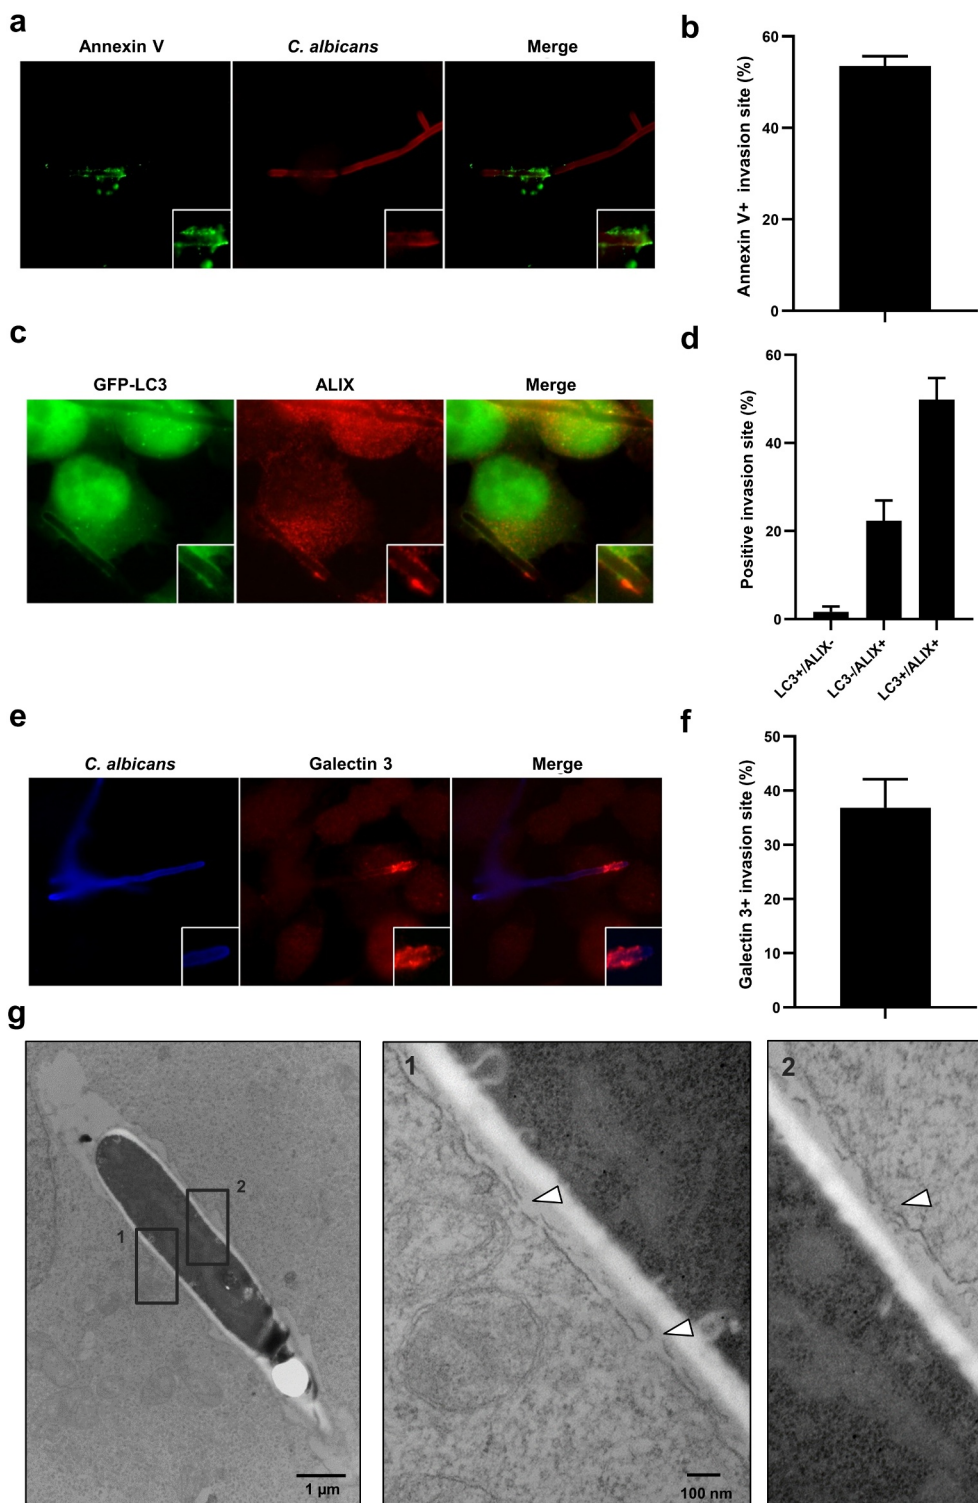 a
Annexin V
C. albicans
Merge
b
Annexin V+ invasion site (%)
60
40
20
0
c
GFP-LC3
ALIX
Merge
d
Positive invasion site (%)
60
40
20
0
LC3+/ALIX-
LC3-/ALIX+
LC3+/ALIX+
e
C. albicans
Galectin 3
Merge
f
Galectin 3+ invasion site (%)
50
40
30
20
10
0
g
1
2
1 µm
1
100 nm
2